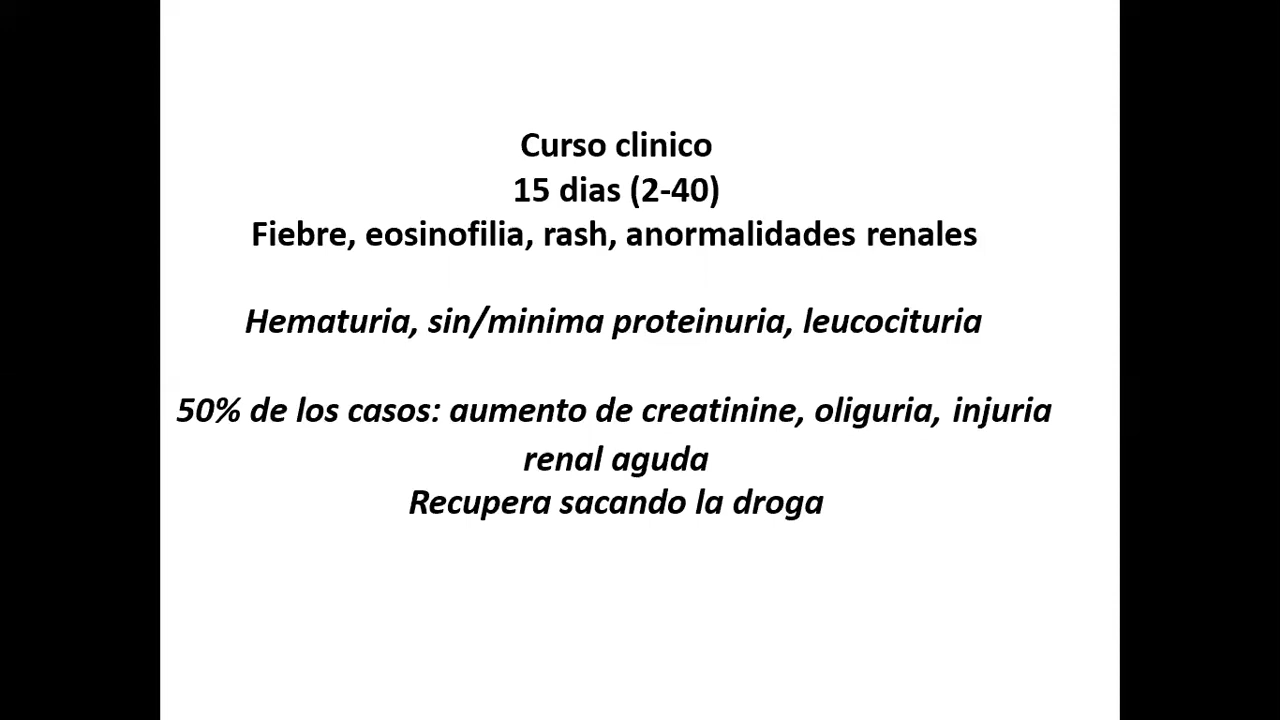 Curso clinico
15 dias (2-40)
Fiebre, eosinofilia, rash, anormalidades renales
Hematuria, sin/minima proteinuria, leucocituria
50% de los casos: aumento de creatinine, oliguria, injuria
renal aguda
Recupera sacando la droga